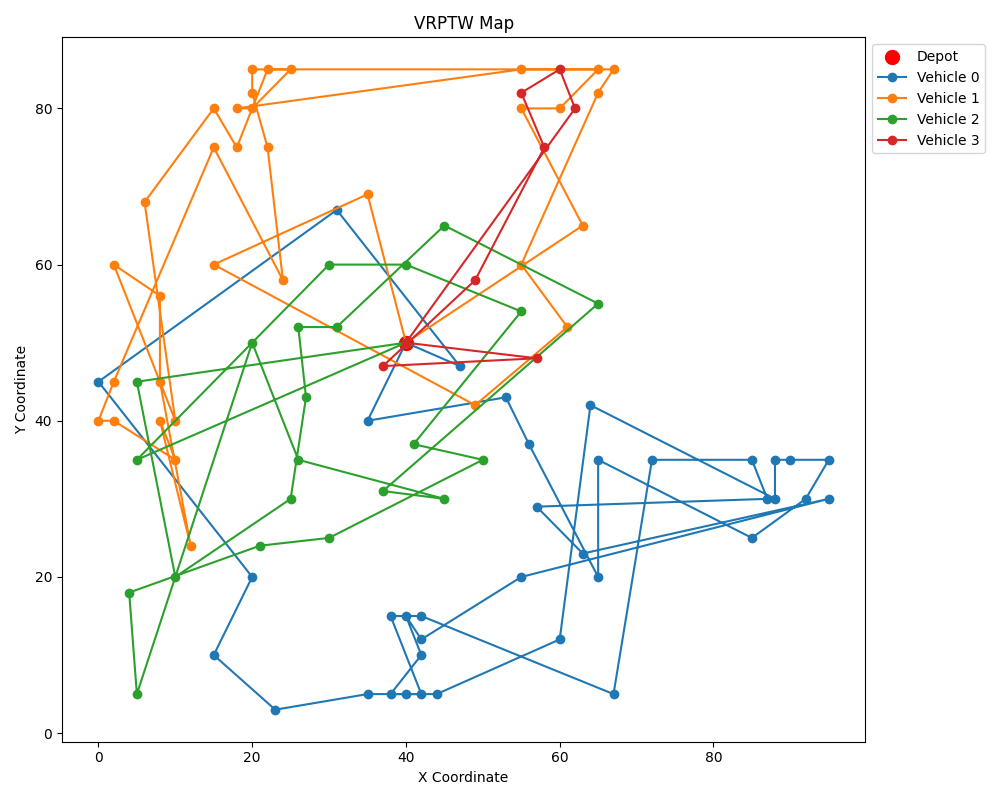 VRPTW Map
Depot
Vehicle 0
Vehicle 1
Vehicle 2
Vehicle 3
Y Coordinate
80
60
40
20
0
0 20 40 60 80
X Coordinate